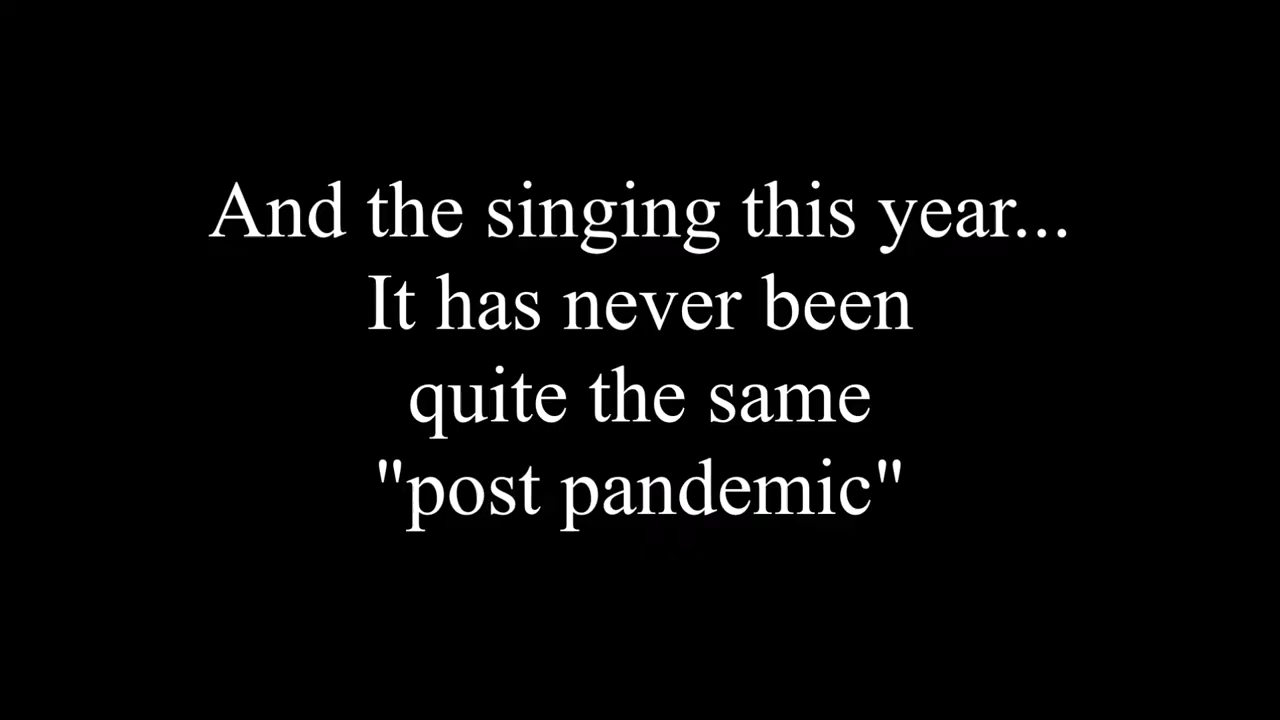 And the singing this year...
It has never been
quite the same
"post pandemic"